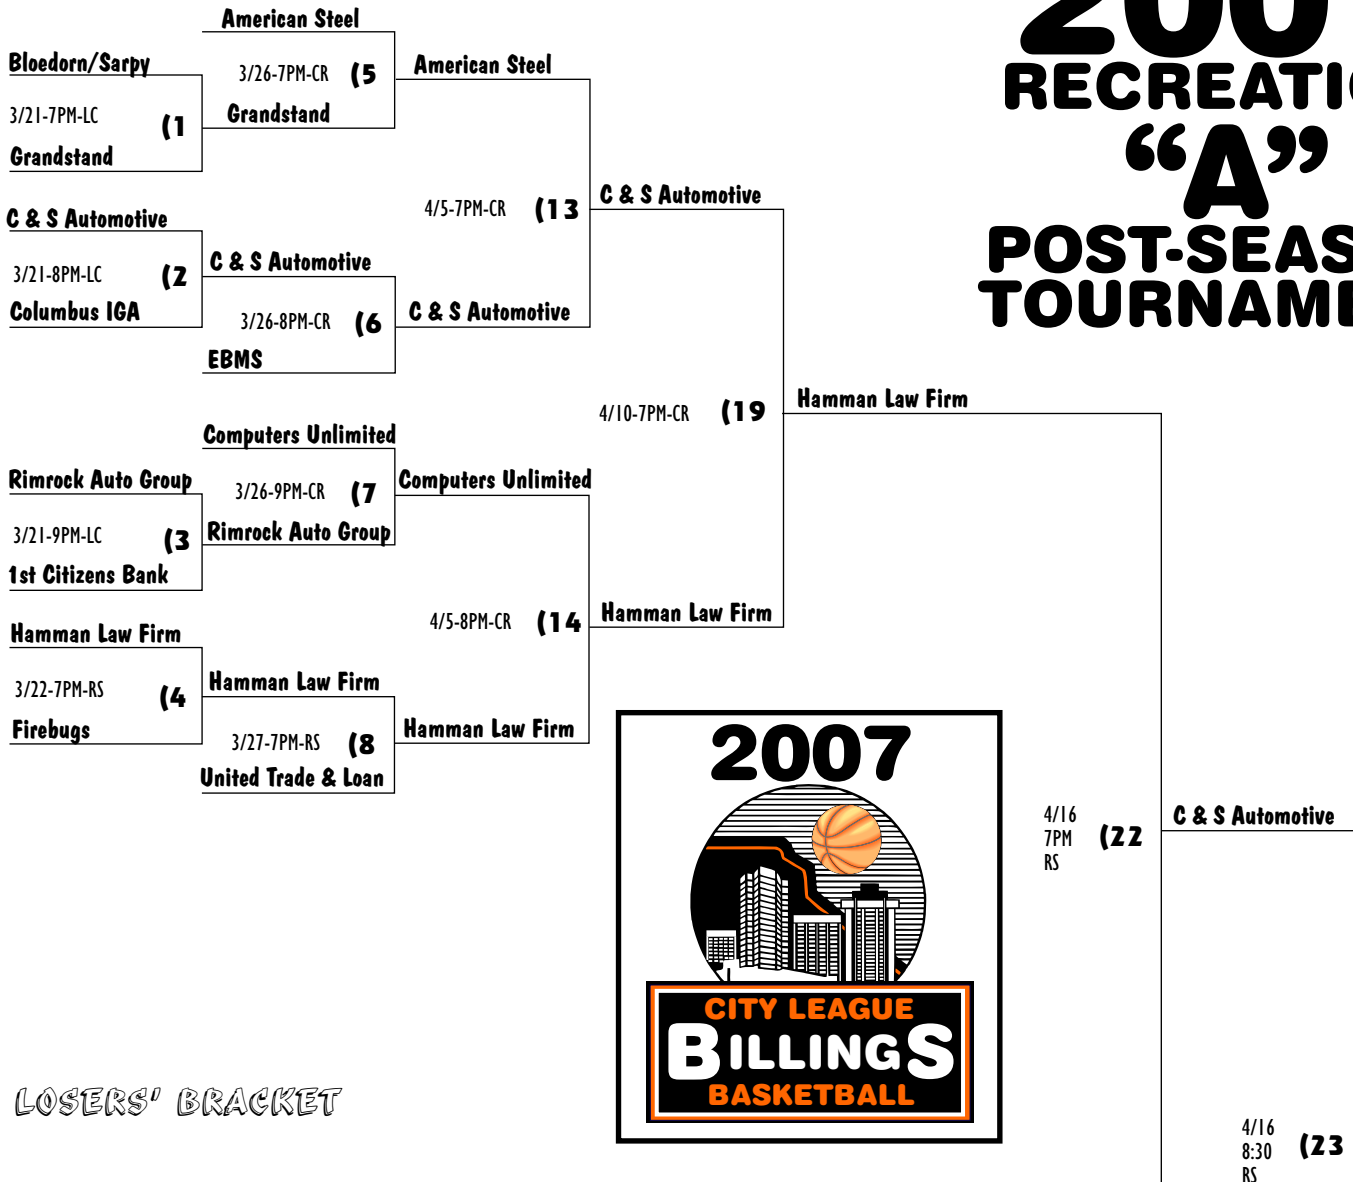 American Steel
Bloedorn/Sarpy
3/26-7PM-CR (5
American Steel
3/21-7PM-LC (1
Grandstand
Grandstand
C & S Automotive
4/5-7PM-CR (13
C & S Automotive
3/21-8PM-LC (2
C & S Automotive
Columbus IGA
3/26-8PM-CR (6
C & S Automotive
EBMS
4/10-7PM-CR (19
Hamman Law Firm
Computers Unlimited
Rimrock Auto Group
3/26-9PM-CR (7
Computers Unlimited
3/21-9PM-LC (3
Rimrock Auto Group
1st Citizens Bank
4/5-8PM-CR (14
Hamman Law Firm
Hamman Law Firm
3/22-7PM-RS (4
Hamman Law Firm
Firebugs
3/27-7PM-RS (8
Hamman Law Firm
United Trade & Loan
200
RECREATI
“A”
POST-SEAS
TOURNAM
2007
CITY LEAGUE
BILLINGS
BASKETBALL
4/16
7PM (22
RS
C & S Automotive
LOSERS' BRACKET
4/16
8:30 (23
RS